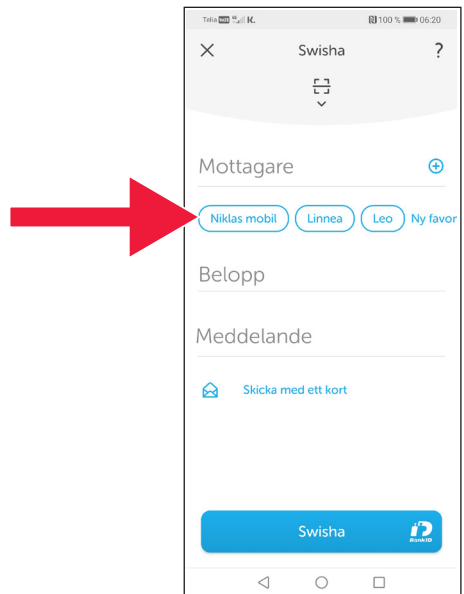 Telia K. 100 % 06:20
Swisha ?
Mottagare
Niklas mobil Linnea Leo Ny favor
Belopp
Meddelande
Skicka med ett kort
Swisha BankID